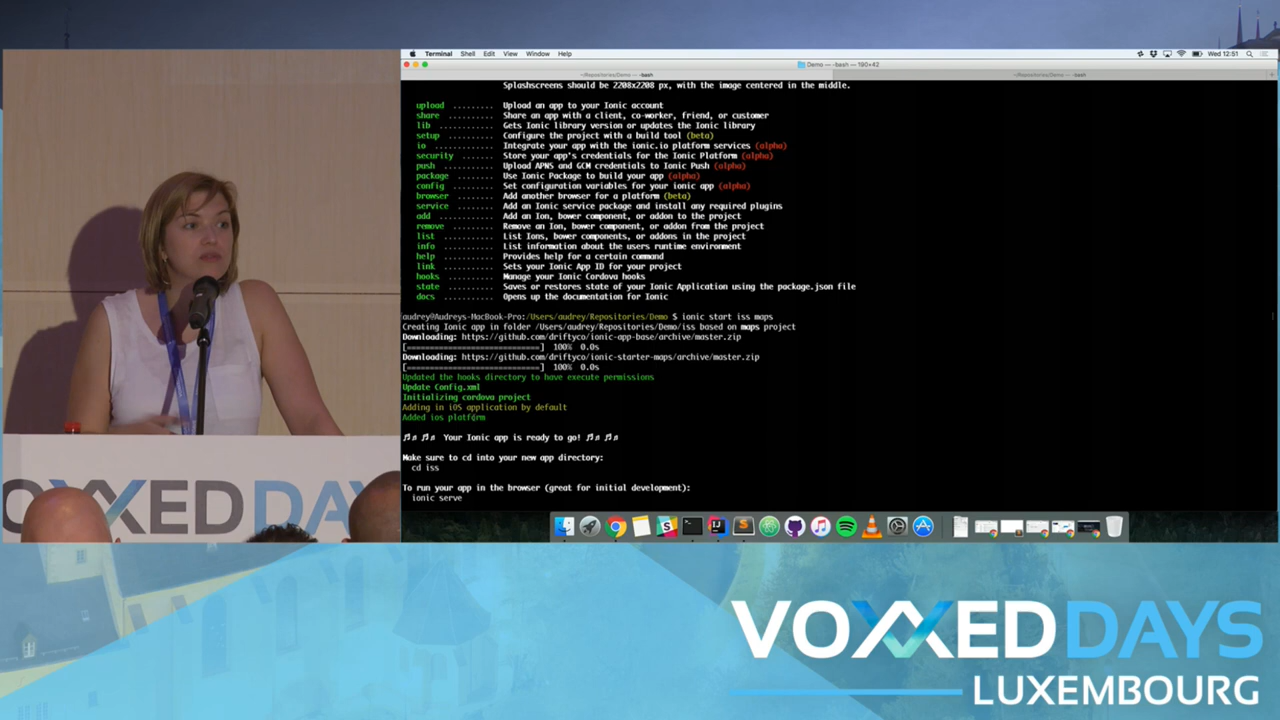 Terminal Shell Edit View Window Help Wed 12:51
Demo — -bash — 190×42
~/Repositories/Demo — -bash ~/Repositories/Demo — -bash
Splashscreens should be 2208x2208 px, with the image centered in the middle.
upload .......... Upload an app to your Ionic account
share .......... Share an app with a client, co-worker, friend, or customer
lib .......... Gets Ionic library version or updates the Ionic library
setup .......... Configure the project with a build tool (beta)
io .......... Integrate your app with the ionic.io platform services (alpha)
security .......... Store your app's credentials for the Ionic Platform (alpha)
push .......... Upload APNS and GCM credentials to Ionic Push (alpha)
package .......... Use Ionic Package to build your app (alpha)
config .......... Set configuration variables for your ionic app (alpha)
browser .......... Add another browser for a platform (beta)
service .......... Add an Ionic service package and install any required plugins
add .......... Add an Ion, bower component, or addon to the project
remove .......... Remove an Ion, bower component, or addon from the project
list .......... List Ions, bower components, or addons in the project
info .......... List information about the users runtime environment
help .......... Provides help for a certain command
link .......... Sets your Ionic App ID for your project
hooks .......... Manage your Ionic Cordova hooks
state .......... Saves or restores state of your Ionic Application using the package.json file
docs .......... Opens up the documentation for Ionic
audrey@Audreys-MacBook-Pro:/Users/audrey/Repositories/Demo $ ionic start iss maps
Creating Ionic app in folder /Users/audrey/Repositories/Demo/iss based on maps project
Downloading: https://github.com/driftyco/ionic-app-base/archive/master.zip
[=============================] 100% 0.0s
Downloading: https://github.com/driftyco/ionic-starter-maps/archive/master.zip
[=============================] 100% 0.0s
Updated the hooks directory to have execute permissions
Update Config.xml
Initializing cordova project
Adding in iOS application by default
Added ios platform
♬♬ ♬♬ Your Ionic app is ready to go! ♬♬ ♬♬
Make sure to cd into your new app directory:
cd iss
To run your app in the browser (great for initial development):
ionic serve
VOXXED DAYS
VOXXEDDAYS
LUXEMBOURG